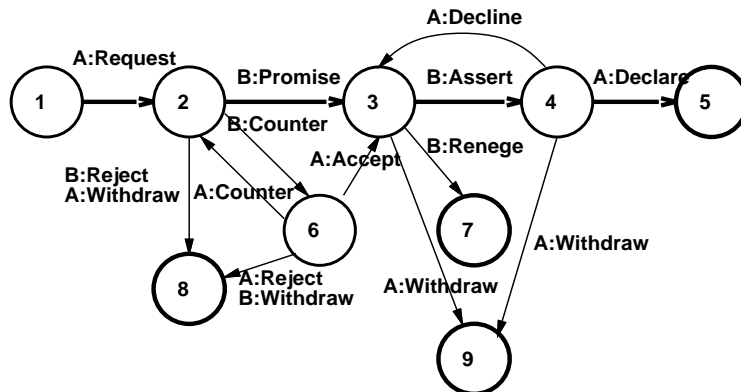 A:Decline
A:Request
B:Promise
B:Assert
A:Declare
1
2
3
4
5
B:Counter
B:Renege
A:Accept
B:Reject
A:Withdraw
A:Counter
6
7
A:Withdraw
8
A:Reject
B:Withdraw
A:Withdraw
9